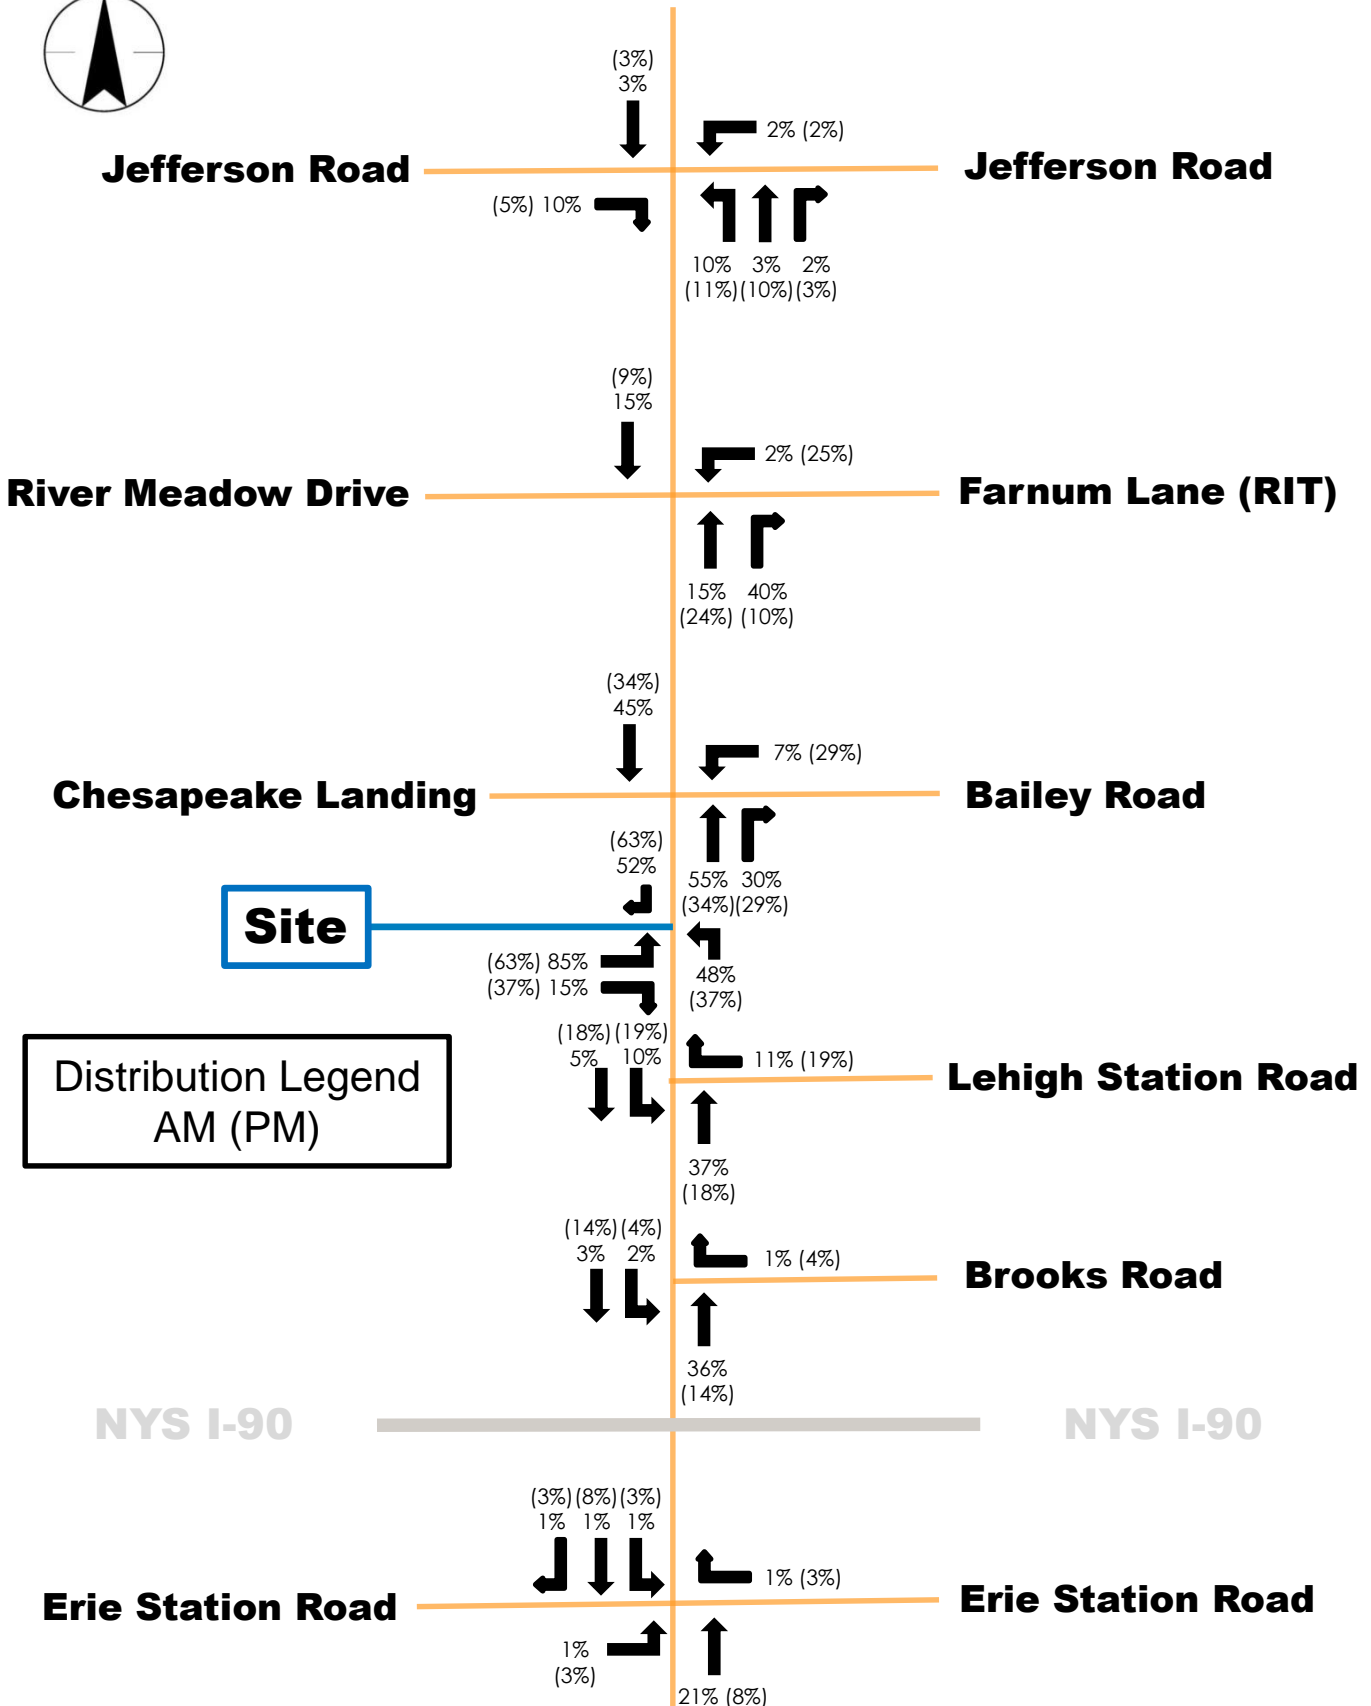 (3%)
3%
2% (2%)
Jefferson Road
Jefferson Road
(5%) 10%
10% 3% 2%
(11%) (10%) (3%)
(9%)
15%
2% (25%)
River Meadow Drive
Farnum Lane (RIT)
15% 40%
(24%) (10%)
(34%)
45%
7% (29%)
Chesapeake Landing
Bailey Road
(63%)
52%
55% 30%
(34%) (29%)
Site
(63%) 85%
(37%) 15%
48%
(37%)
Distribution Legend
AM (PM)
(18%) (19%)
5% 10%
11% (19%)
Lehigh Station Road
37%
(18%)
(14%) (4%)
3% 2%
1% (4%)
Brooks Road
36%
(14%)
NYS I-90
NYS I-90
(3%) (8%) (3%)
1% 1% 1%
1% (3%)
Erie Station Road
Erie Station Road
1%
(3%)
21% (8%)